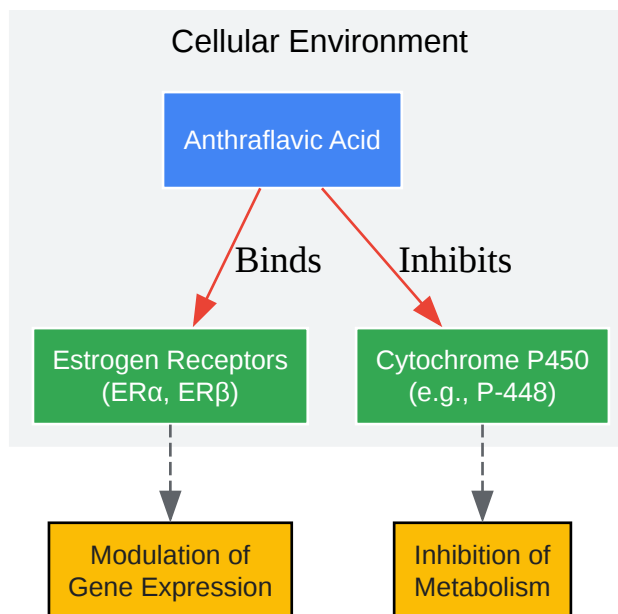 Cellular Environment
Anthraflavic Acid
Binds
Inhibits
Estrogen Receptors
(ERα, ERβ)
Cytochrome P450
(e.g., P-448)
Modulation of
Gene Expression
Inhibition of
Metabolism